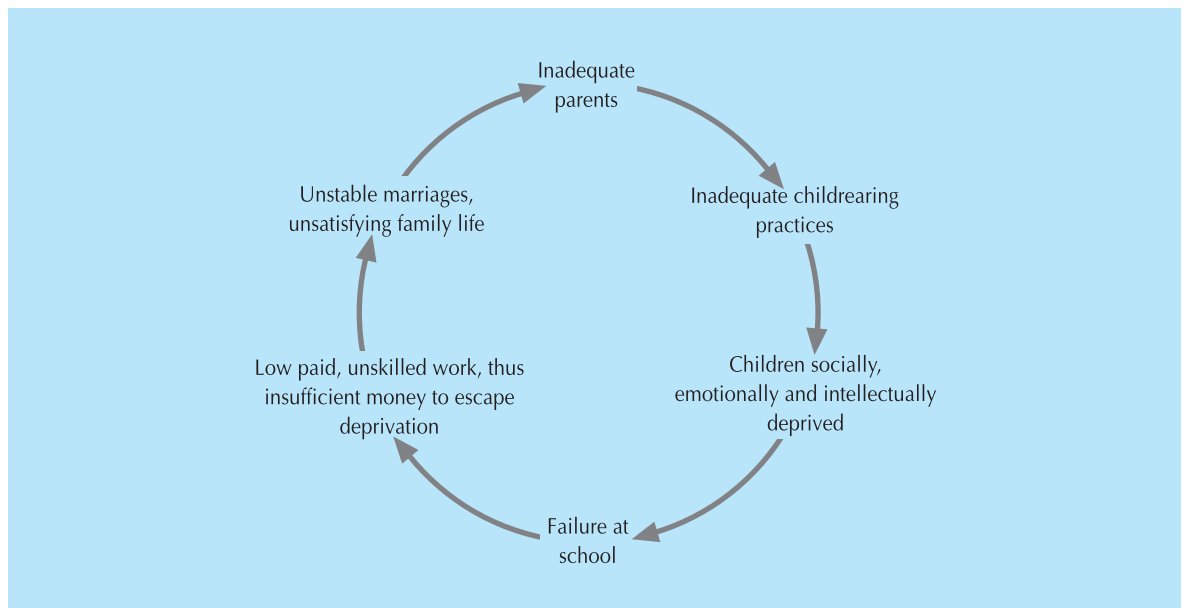 Inadequate
parents
Inadequate childrearing
practices
Children socially,
emotionally and intellectually
deprived
Failure at
school
Low paid, unskilled work, thus
insufficient money to escape
deprivation
Unstable marriages,
unsatisfying family life